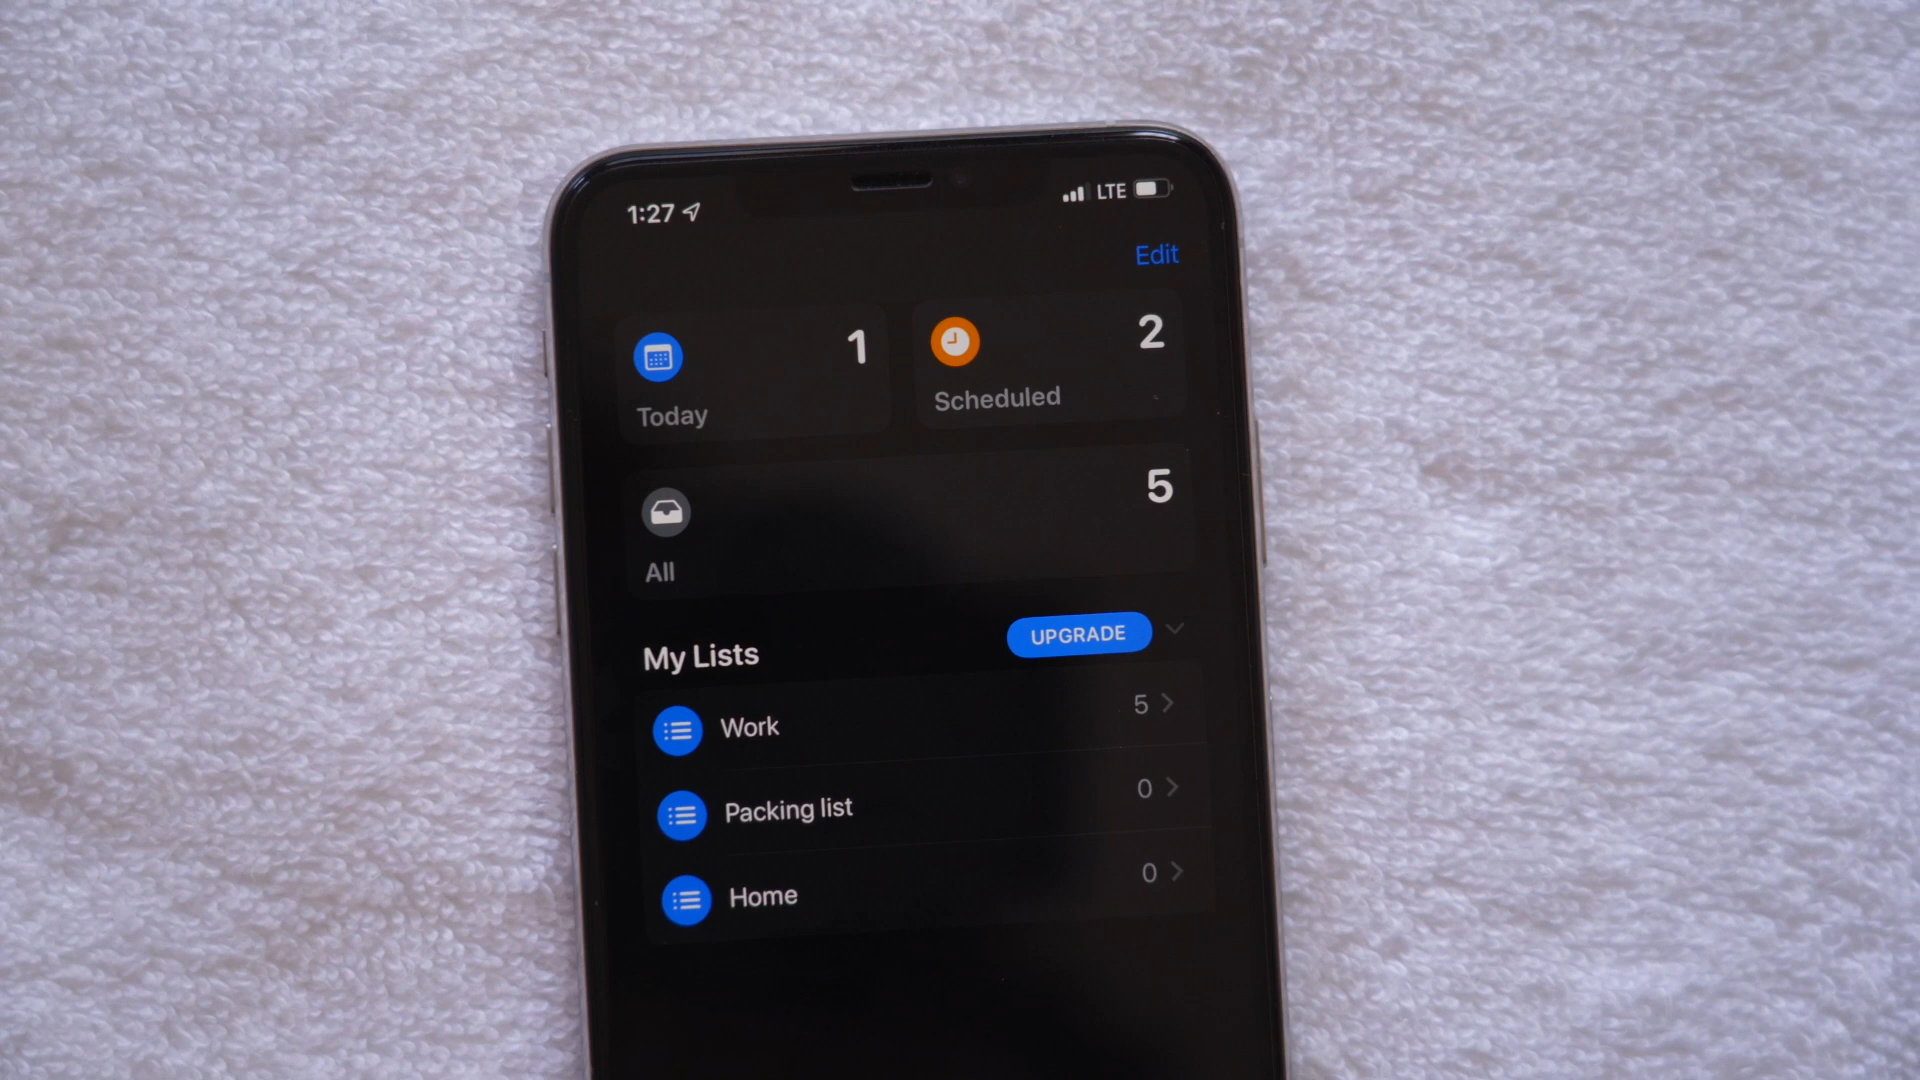 1:27
LTE
Edit
1
Today
2
Scheduled
5
All
My Lists
UPGRADE
Work 5
Packing list 0
Home 0